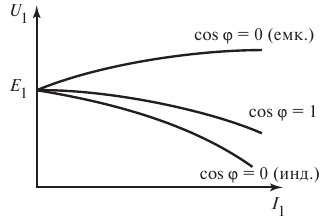 U₁
cos φ = 0 (емк.)
E₁
cos φ = 1
cos φ = 0 (инд.)
I₁